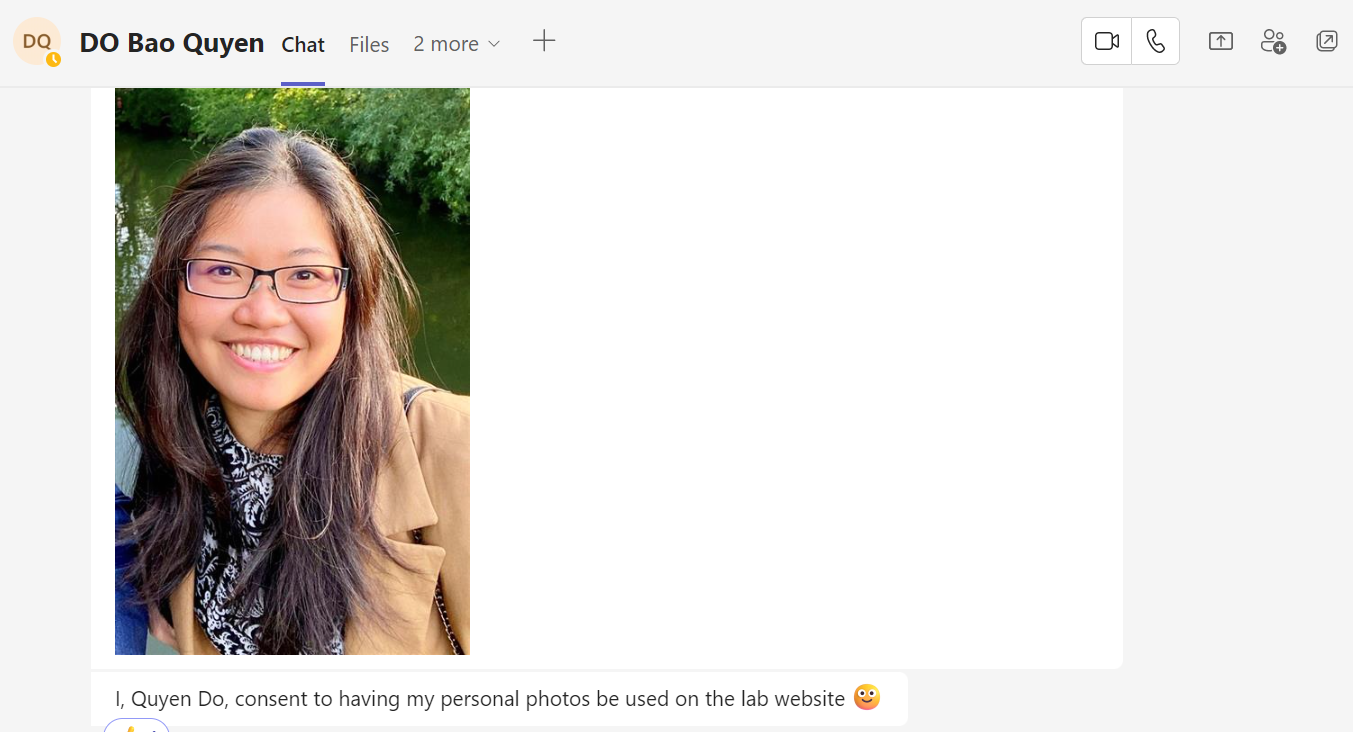 DQ DO Bao Quyen Chat Files 2 more
I, Quyen Do, consent to having my personal photos be used on the lab website